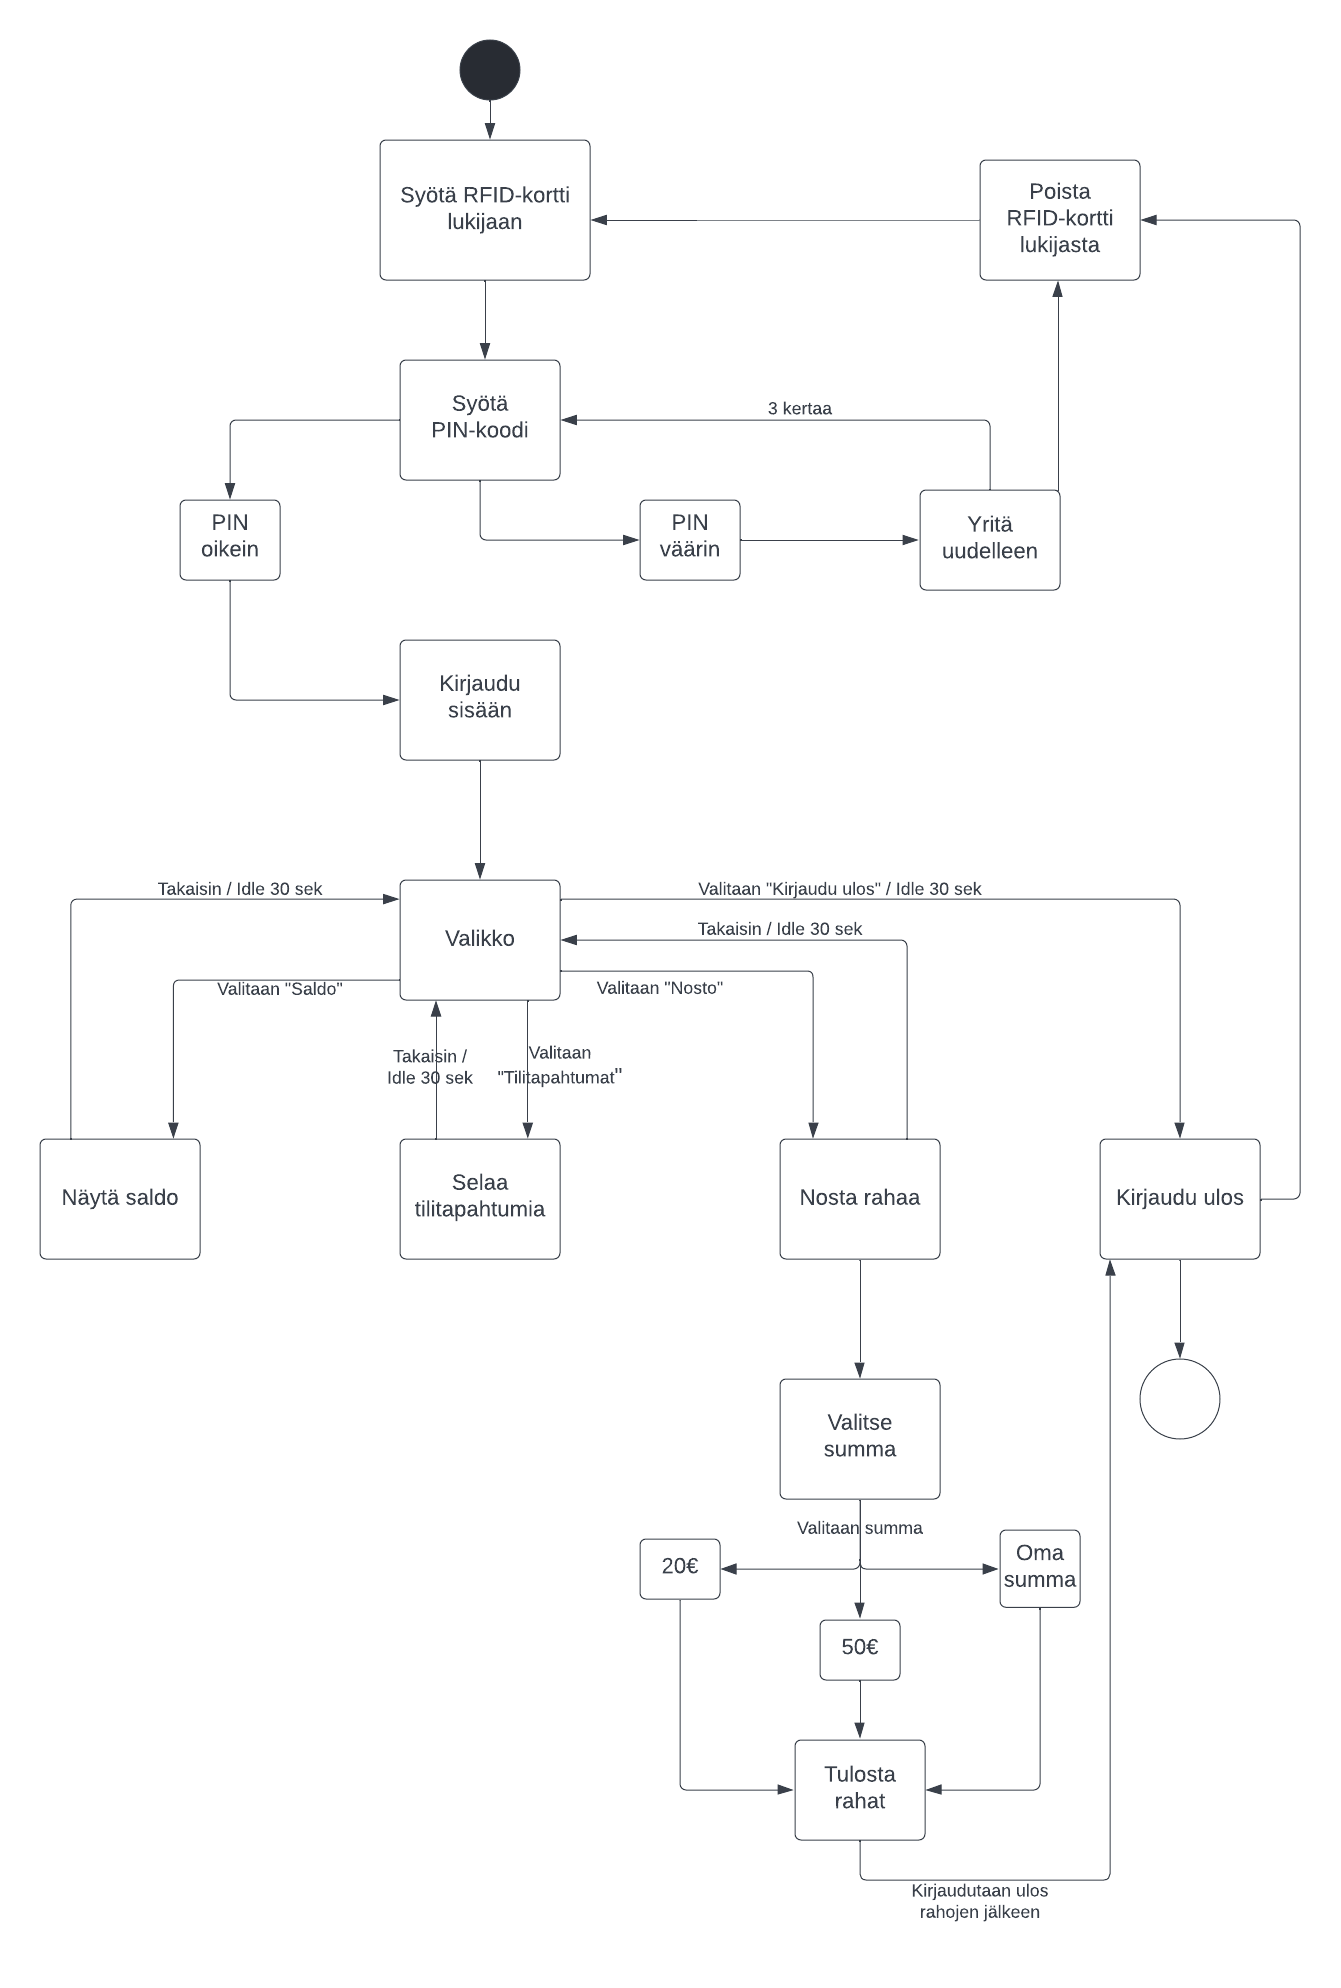 Syötä RFID-kortti
lukijaan
Poista
RFID-kortti
lukijasta
Syötä
PIN-koodi
3 kertaa
PIN
oikein
PIN
väärin
Yritä
uudelleen
Kirjaudu
sisään
Takaisin / Idle 30 sek
Valikko
Valitaan "Kirjaudu ulos" / Idle 30 sek
Takaisin / Idle 30 sek
Valitaan "Saldo"
Valitaan "Nosto"
Takaisin /
Idle 30 sek
Valitaan
"Tilitapahtumat"
Näytä saldo
Selaa
tilitapahtumia
Nosta rahaa
Kirjaudu ulos
Valitse
summa
Valitaan summa
20€
50€
Oma
summa
Tulosta
rahat
Kirjaudutaan ulos
rahojen jälkeen